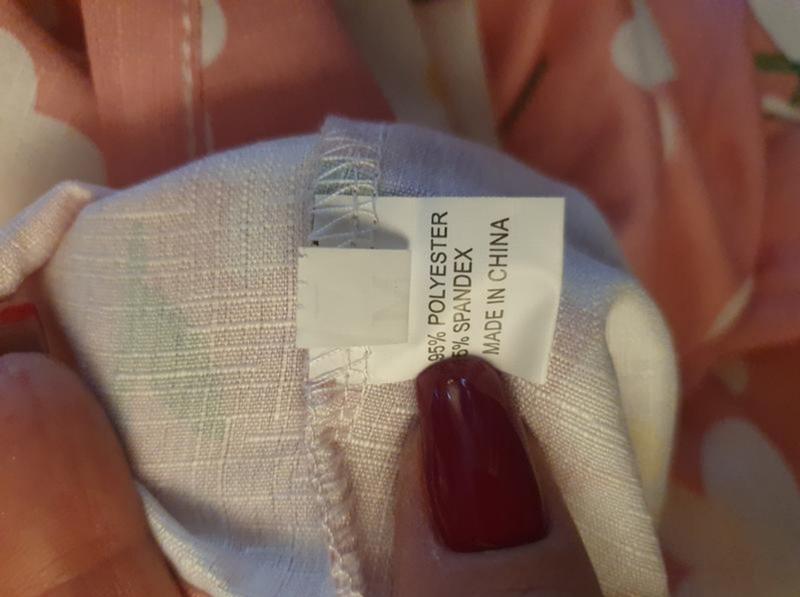 95% POLYESTER
5% SPANDEX
MADE IN CHINA